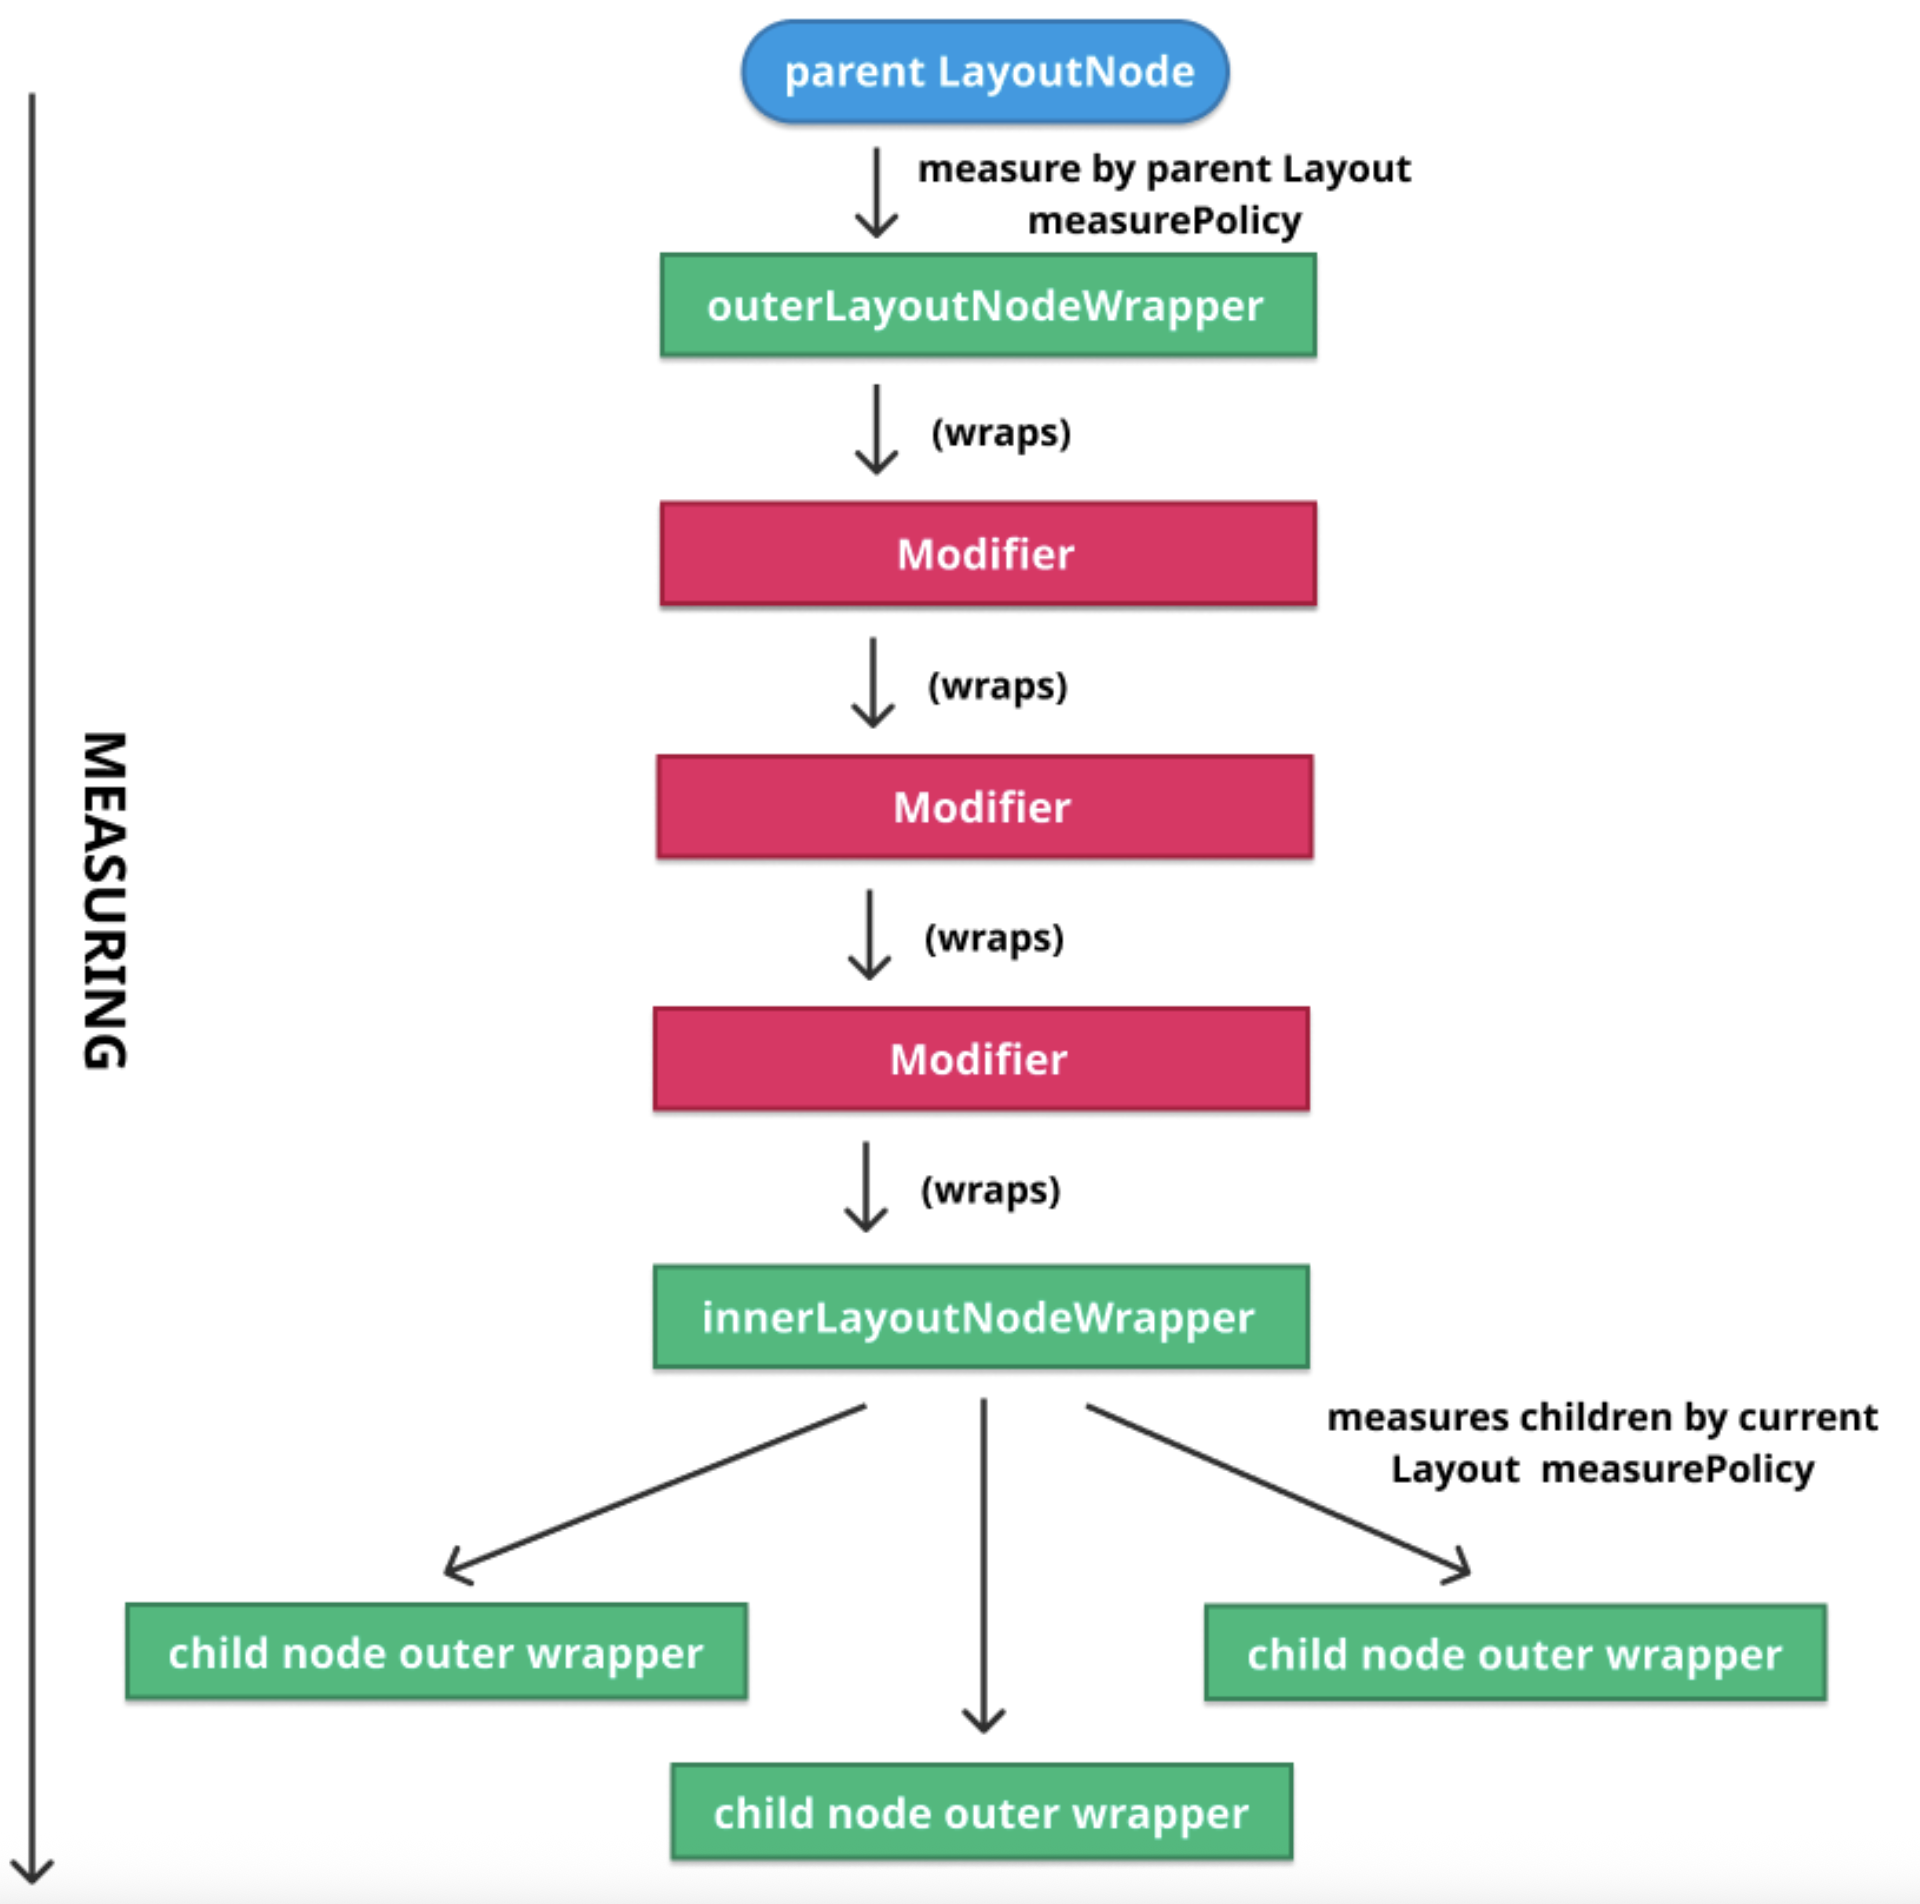 parent LayoutNode
measure by parent Layout
measurePolicy
outerLayoutNodeWrapper
(wraps)
Modifier
(wraps)
MEASURING
Modifier
(wraps)
Modifier
(wraps)
innerLayoutNodeWrapper
measures children by current
Layout measurePolicy
child node outer wrapper
child node outer wrapper
child node outer wrapper